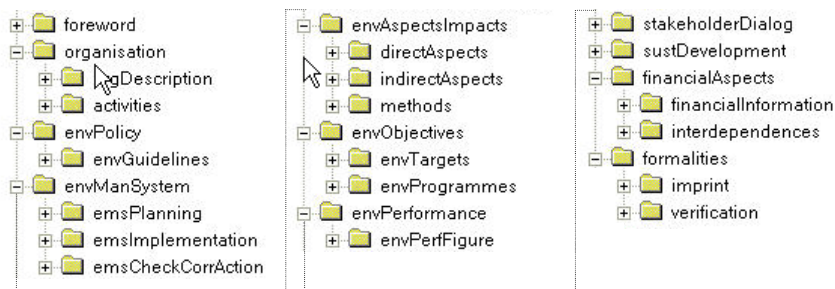 foreword
organisation
gDescription
activities
envPolicy
envGuidelines
envManSystem
emsPlanning
emsImplementation
emsCheckCorrAction
envAspectsImpacts
directAspects
indirectAspects
methods
envObjectives
envTargets
envProgrammes
envPerformance
envPerfFigure
stakeholderDialog
sustDevelopment
financialAspects
financialInformation
interdependences
formalities
imprint
verification